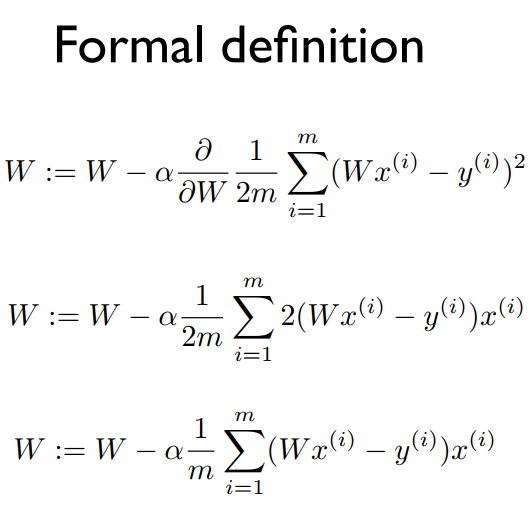 Formal definition
W := W − α ∂/∂W 1/2m ∑_{i=1}^{m} (Wx^{(i)} − y^{(i)})^2
W := W − α 1/2m ∑_{i=1}^{m} 2(Wx^{(i)} − y^{(i)})x^{(i)}
W := W − α 1/m ∑_{i=1}^{m} (Wx^{(i)} − y^{(i)})x^{(i)}